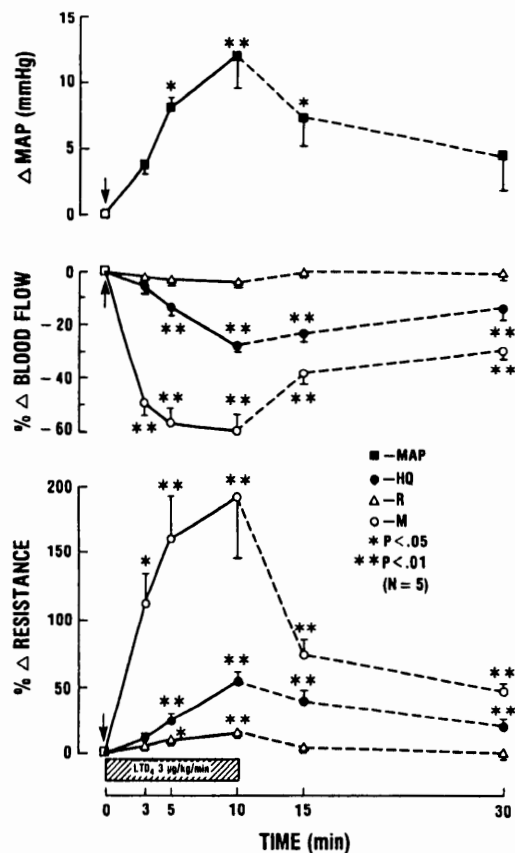 △ MAP (mmHg)
15
10
5
0
*
**
*
% △ BLOOD FLOW
0
-20
-40
-60
**
**
**
**
**
**
**
**
**
% △ RESISTANCE
200
150
100
50
0
■ –MAP
● –HQ
△ –R
○ –M
* P < .05
** P < .01
(N = 5)
*
**
**
**
**
**
**
**
**
*
**
LTD₄ 3 µg/kg/min
0 3 5 10 15 30
TIME (min)